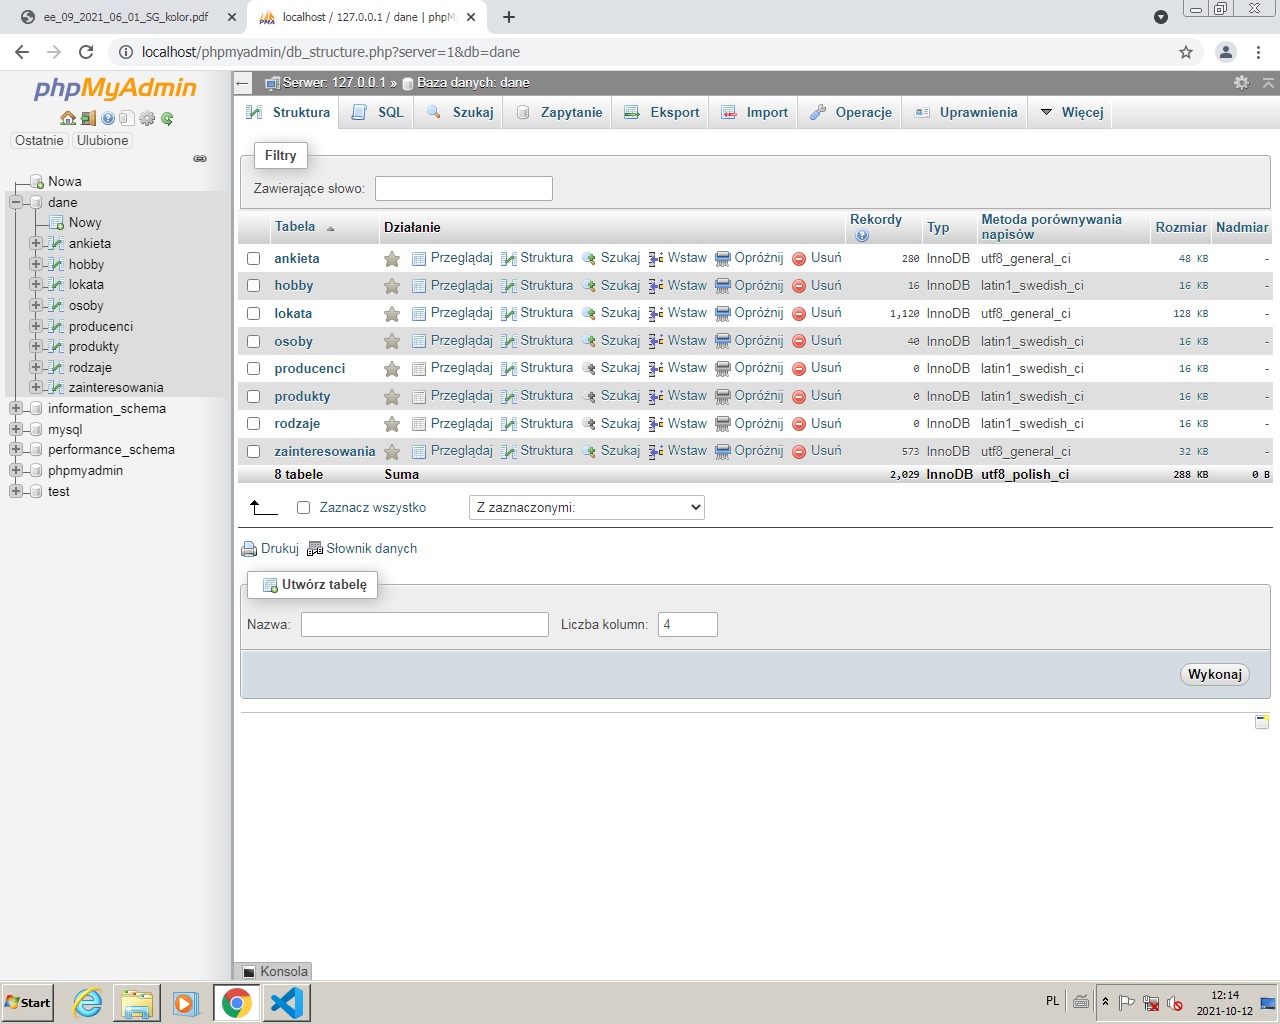 ee_09_2021_06_01_SG_kolor.pdf
localhost / 127.0.0.1 / dane | phpM
localhost/phpmyadmin/db_structure.php?server=1&db=dane
phpMyAdmin
Ostatnie Ulubione
Nowa
dane
Nowy
ankieta
hobby
lokata
osoby
producenci
produkty
rodzaje
zainteresowania
information_schema
mysql
performance_schema
phpmyadmin
test
Serwer: 127.0.0.1 » Baza danych: dane
Struktura SQL Szukaj Zapytanie Eksport Import Operacje Uprawnienia Więcej
Filtry
Zawierające słowo:
Tabela Działanie Rekordy Typ Metoda porównywania napisów Rozmiar Nadmiar
ankieta Przeglądaj Struktura Szukaj Wstaw Opróżnij Usuń 280 InnoDB utf8_general_ci 48 KB -
hobby Przeglądaj Struktura Szukaj Wstaw Opróżnij Usuń 16 InnoDB latin1_swedish_ci 16 KB -
lokata Przeglądaj Struktura Szukaj Wstaw Opróżnij Usuń 1,120 InnoDB utf8_general_ci 128 KB -
osoby Przeglądaj Struktura Szukaj Wstaw Opróżnij Usuń 40 InnoDB latin1_swedish_ci 16 KB -
producenci Przeglądaj Struktura Szukaj Wstaw Opróżnij Usuń 0 InnoDB latin1_swedish_ci 16 KB -
produkty Przeglądaj Struktura Szukaj Wstaw Opróżnij Usuń 0 InnoDB latin1_swedish_ci 16 KB -
rodzaje Przeglądaj Struktura Szukaj Wstaw Opróżnij Usuń 0 InnoDB latin1_swedish_ci 16 KB -
zainteresowania Przeglądaj Struktura Szukaj Wstaw Opróżnij Usuń 573 InnoDB utf8_general_ci 32 KB -
8 tabele Suma 2,029 InnoDB utf8_polish_ci 288 KB 0 B
Zaznacz wszystko Z zaznaczonymi:
Drukuj Słownik danych
Utwórz tabelę
Nazwa: Liczba kolumn: 4
Wykonaj
Konsola
Start
PL
12:14
2021-10-12